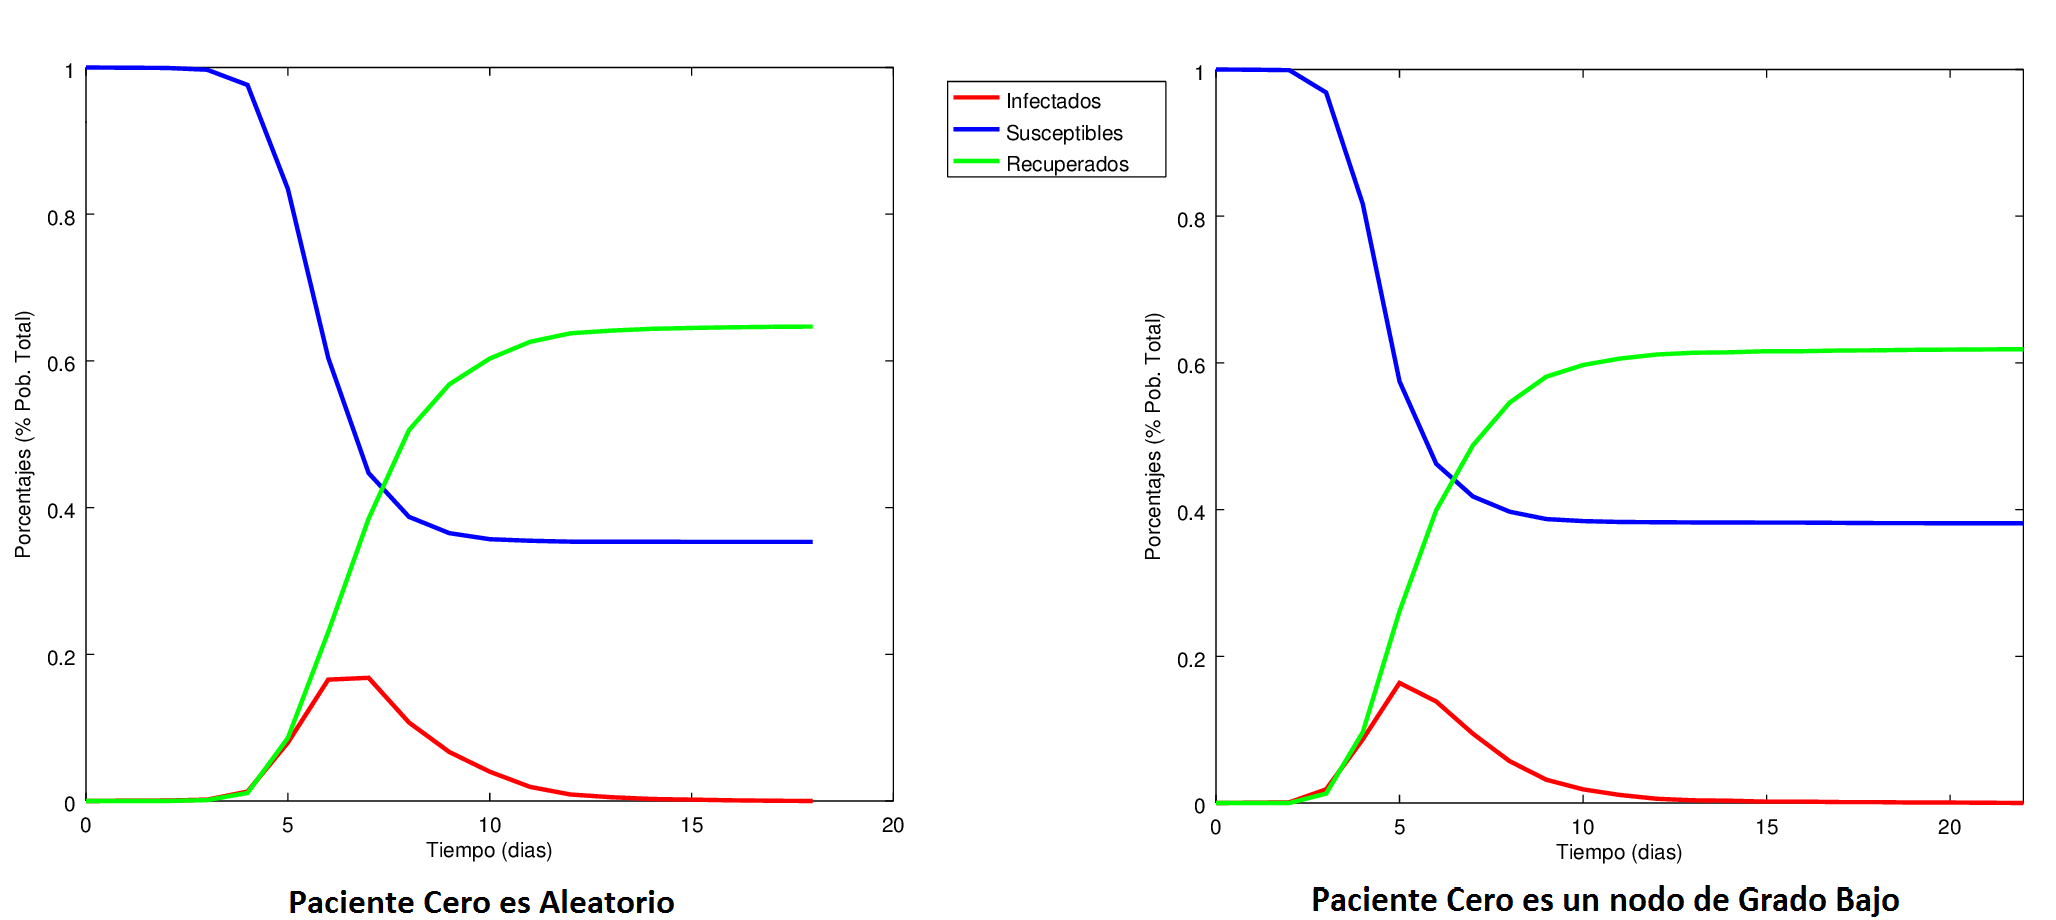 1
0.8
0.6
0.4
0.2
0
0
5
10
15
20
Porcentajes (% Pob. Total)
Tiempo (dias)
Paciente Cero es Aleatorio
Infectados
Susceptibles
Recuperados
1
0.8
0.6
0.4
0.2
0
0
5
10
15
20
Porcentajes (% Pob. Total)
Tiempo (dias)
Paciente Cero es un nodo de Grado Bajo